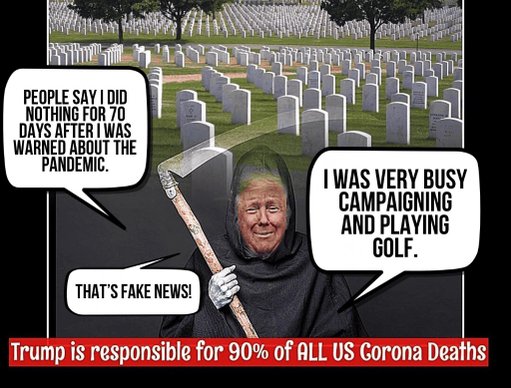 PEOPLE SAY I DID
NOTHING FOR 70
DAYS AFTER I WAS
WARNED ABOUT THE
PANDEMIC.
I WAS VERY BUSY
CAMPAIGNING
AND PLAYING
GOLF.
THAT'S FAKE NEWS!
Trump is responsible for 90% of ALL US Corona Deaths